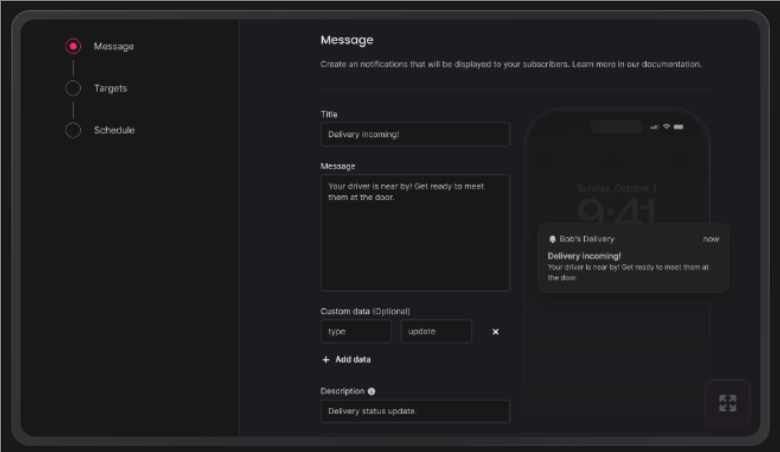 Message
Targets
Schedule
Message
Create an notifications that will be displayed to your subscribers. Learn more in our documentation.
Title
Delivery incoming!
Message
Your driver is near by! Get ready to meet
them at the door.
Custom data (Optional)
type
update
Add data
Description
Delivery status update.
Sunday, October 1
9:41
Bob's Delivery
now
Delivery incoming!
Your driver is near by! Get ready to meet them at
the door.